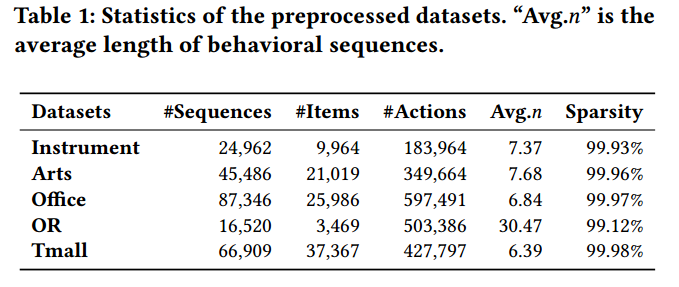 Table 1: Statistics of the preprocessed datasets. “Avg.n” is the
average length of behavioral sequences.
Datasets #Sequences #Items #Actions Avg.n Sparsity
Instrument 24,962 9,964 183,964 7.37 99.93%
Arts 45,486 21,019 349,664 7.68 99.96%
Office 87,346 25,986 597,491 6.84 99.97%
OR 16,520 3,469 503,386 30.47 99.12%
Tmall 66,909 37,367 427,797 6.39 99.98%